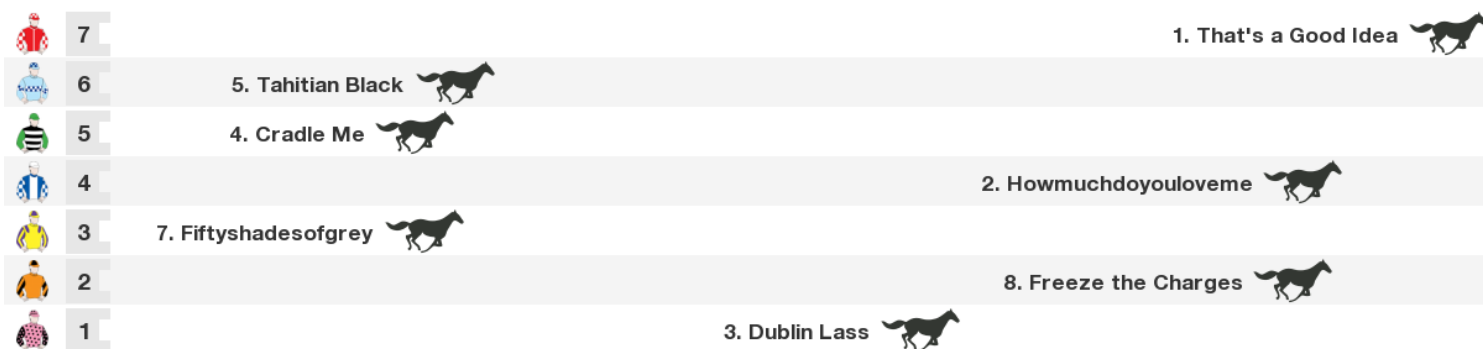 7 1. That's a Good Idea
6 5. Tahitian Black
5 4. Cradle Me
4 2. Howmuchdoyouloveme
3 7. Fiftyshadesofgrey
2 8. Freeze the Charges
1 3. Dublin Lass